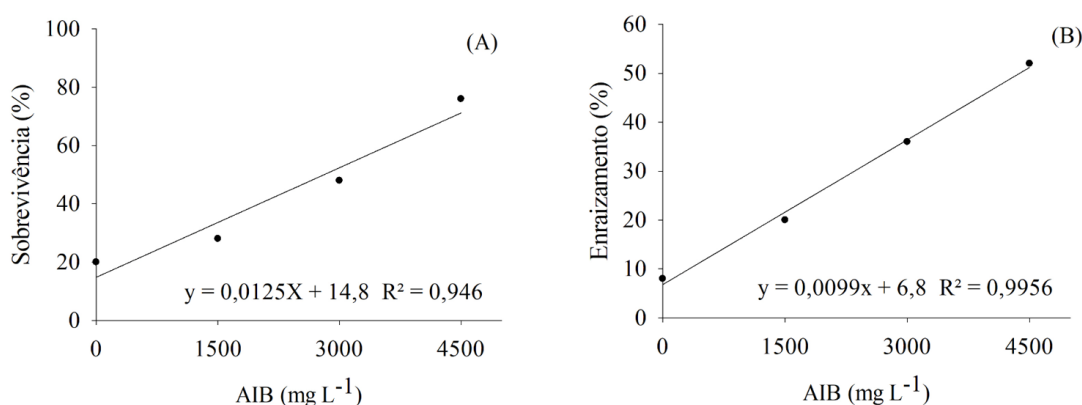 (A)
Sobrevivência (%)
100
80
60
40
20
0
y = 0,0125X + 14,8 R² = 0,946
0 1500 3000 4500
AIB (mg L⁻¹)
(B)
Enraizamento (%)
60
50
40
30
20
10
0
y = 0,0099x + 6,8 R² = 0,9956
0 1500 3000 4500
AIB (mg L⁻¹)